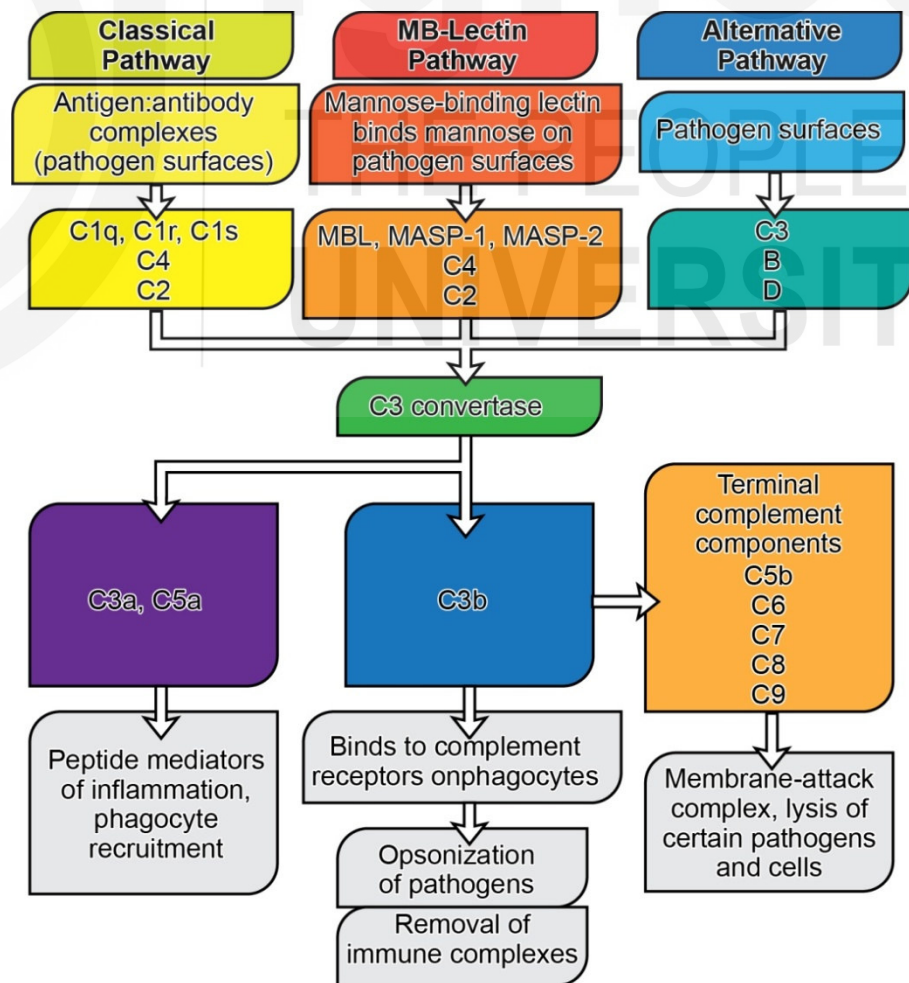 Classical
Pathway
MB-Lectin
Pathway
Alternative
Pathway
Antigen:antibody
complexes
(pathogen surfaces)
Mannose-binding lectin
binds mannose on
pathogen surfaces
Pathogen surfaces
C1q, C1r, C1s
C4
C2
MBL, MASP-1, MASP-2
C4
C2
C3
B
D
C3 convertase
C3a, C5a
C3b
Terminal
complement
components
C5b
C6
C7
C8
C9
Peptide mediators
of inflammation,
phagocyte
recruitment
Binds to complement
receptors onphagocytes
Opsonization
of pathogens
Removal of
immune complexes
Membrane-attack
complex, lysis of
certain pathogens
and cells
THE PEOPLE
UNIVERSIT